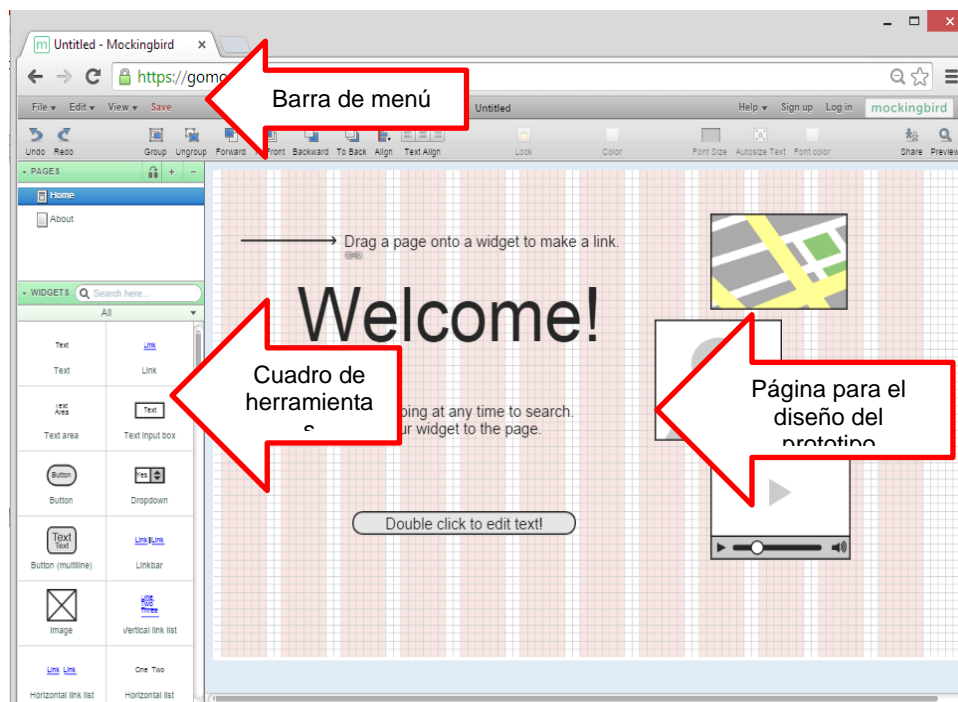 Untitled - Mockingbird
https://gomo
Barra de menú
File Edit View Save
Untitled
Help Sign up Log in mockingbird
Undo Redo Group Ungroup Forward Front Backward To Back Align Text Align Lock Color Font Size Autosize Text Font color Share Preview
PAGES
Home
About
Drag a page onto a widget to make a link.
WIDGETS Search here...
All
Welcome!
Text Link
Text Link
Cuadro de
herramienta
s
Página para el
diseño del
prototipo
Text Area Text
Text area Text input box
ping at any time to search.
ur widget to the page.
Button Yes
Button Dropdown
Double click to edit text!
Text Text Link Link
Button (multiline) Linkbar
Link Two Three
Image Vertical link list
Link Link One Two
Horizontal link list Horizontal list